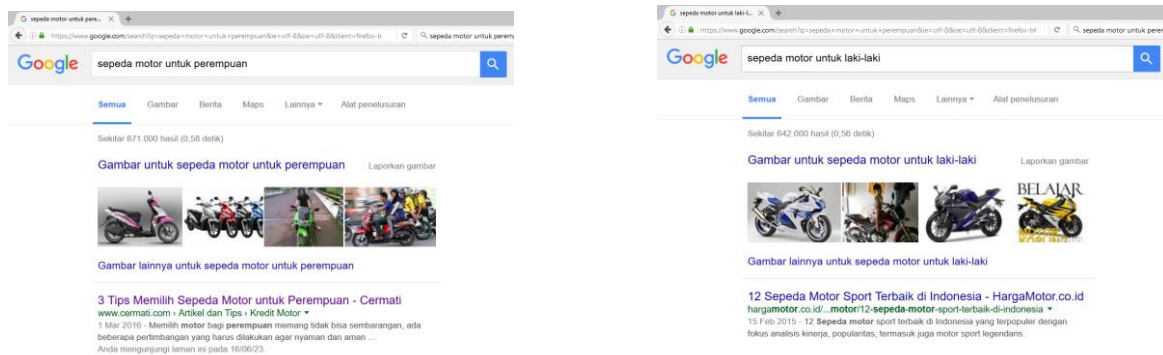 sepeda motor untuk pere...
https://www.google.com/search?q=sepeda+motor+untuk+perempuan&ie=utf-8&oe=utf-8&client=firefox-b
sepeda motor untuk peremp
Google
sepeda motor untuk perempuan
Semua Gambar Berita Maps Lainnya Alat penelusuran
Sekitar 671.000 hasil (0,58 detik)
Gambar untuk sepeda motor untuk perempuan Laporkan gambar
Gambar lainnya untuk sepeda motor untuk perempuan
3 Tips Memilih Sepeda Motor untuk Perempuan - Cermati
www.cermati.com › Artikel dan Tips › Kredit Motor
1 Mar 2016 - Memilih motor bagi perempuan memang tidak bisa sembarangan, ada
beberapa pertimbangan yang harus dilakukan agar nyaman dan aman ...
Anda mengunjungi laman ini pada 16/06/23.
sepeda motor untuk laki-l...
https://www.google.com/search?q=sepeda+motor+untuk+perempuan&ie=utf-8&oe=utf-8&client=firefox-b#
sepeda motor untuk perem
Google
sepeda motor untuk laki-laki
Semua Gambar Berita Maps Lainnya Alat penelusuran
Sekitar 642.000 hasil (0,56 detik)
Gambar untuk sepeda motor untuk laki-laki Laporkan gambar
BELAJAR
MOTOR
KOPLING
Gambar lainnya untuk sepeda motor untuk laki-laki
12 Sepeda Motor Sport Terbaik di Indonesia - HargaMotor.co.id
hargamotor.co.id/...motor/12-sepeda-motor-sport-terbaik-di-indonesia
15 Feb 2015 - 12 Sepeda motor sport terbaik di Indonesia yang terpopuler dengan
fokus analisis kinerja, popularitas, termasuk juga motor sport legendaris.